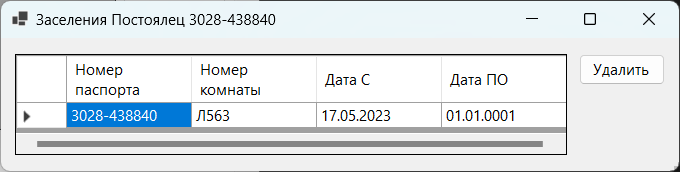 Заселения Постоялец 3028-438840
Номер паспорта
Номер комнаты
Дата С
Дата ПО
3028-438840
Л563
17.05.2023
01.01.0001
Удалить